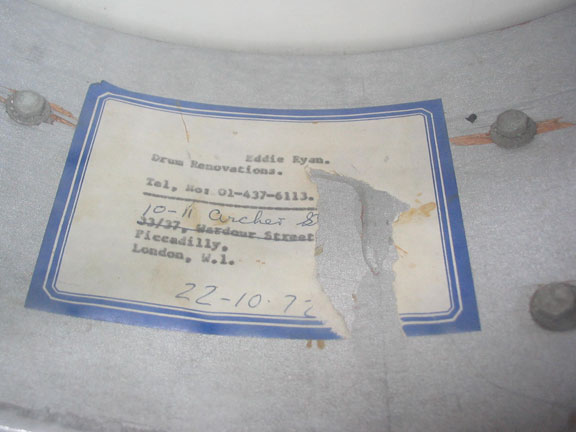 Eddie Ryan.
Drum Renovations.
Tel, No: 01-437-6113.
10-11 Archer S
33/37, Wardour Street
Piccadilly,
London, W.1.
22-10-72